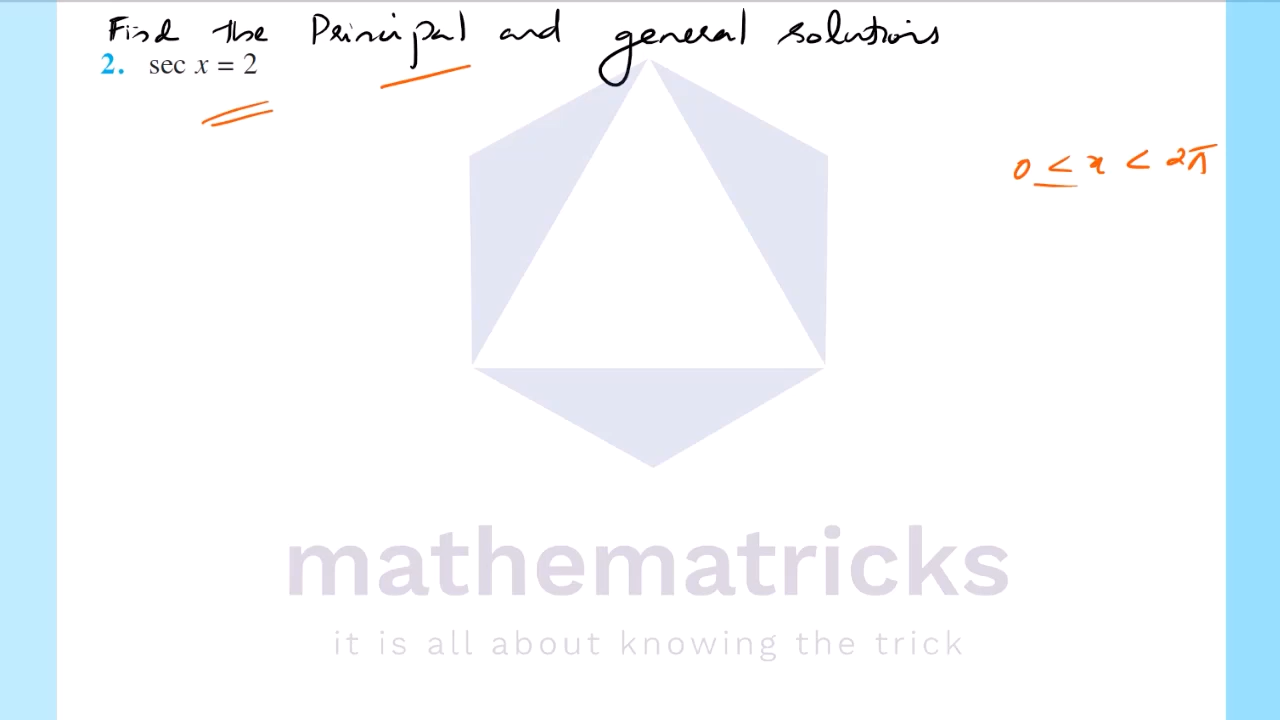 Find the Principal and general solutions
2. sec x = 2
0 ≤ x < 2π
mathematricks
it is all about knowing the trick